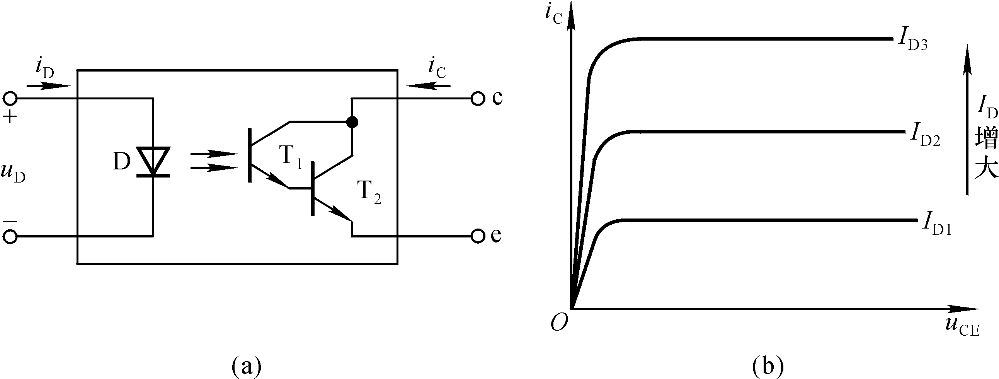 i_D
i_C
c
+
D
T_1
u_D
T_2
−
e
(a)
i_C
I_D3
I_D2
I_D1
I_D
增
大
O
u_CE
(b)